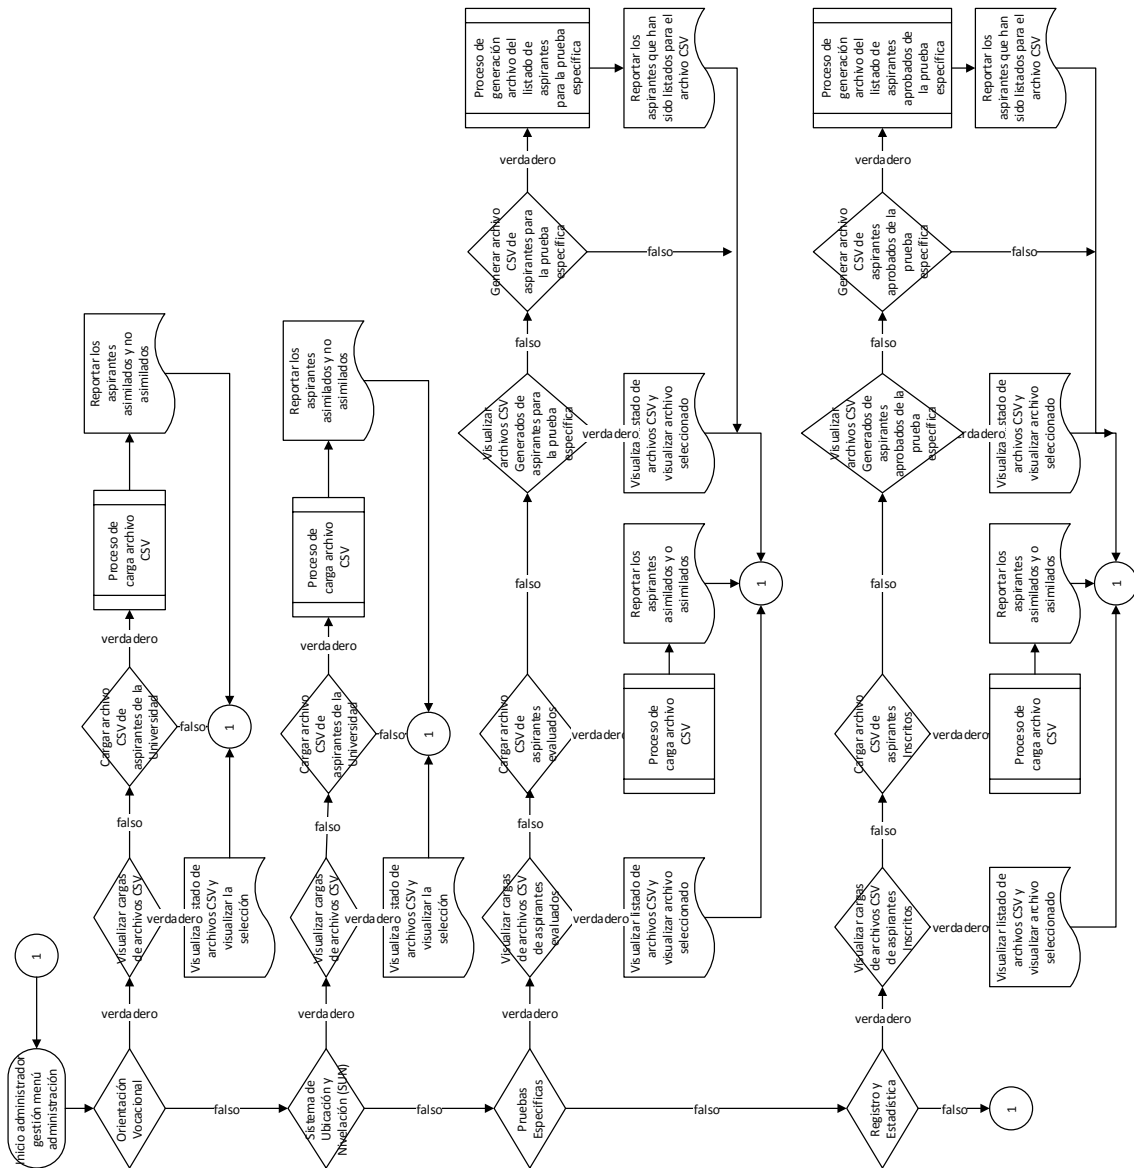 1
Inicio administrador
gestión menú
administración
Orientación
Vocacional
falso
Sistema de
Ubicación y
Nivelación (SUN)
falso
Pruebas
Específicas
falso
Registro y
Estadística
falso
1
verdadero
Visualizar cargas
de archivos CSV
verdadero
Visualiza
archivos CSV y
visualizar la
selección
falso
Cargar archivo
CSV de
aspirantes de la
Universidad
falso
1
verdadero
Proceso de
carga archivo
CSV
Reportar los
aspirantes
asimilados y no
asimilados
verdadero
Visualizar cargas
de archivos CSV
verdadero
Visualiza
archivos CSV y
visualizar la
selección
falso
Cargar archivo
CSV de
aspirantes de la
Universidad
falso
1
verdadero
Proceso de
carga archivo
CSV
Reportar los
aspirantes
asimilados y no
asimilados
verdadero
Visualizar cargas
de archivos CSV
de aspirantes
evaluados
verdadero
Visualizar listado de
archivos CSV y
visualizar archivo
seleccionado
falso
Cargar archivo
CSV de
aspirantes
evaluados
verdadero
Proceso de
carga archivo
CSV
Reportar los
aspirantes
asimilados y o
asimilados
1
falso
Visualizar
archivos CSV
Generados de
aspirantes para
la prueba
específica
verdadero
Visualiza
archivos CSV y
visualizar archivo
seleccionado
falso
Generar archivo
CSV de
aspirantes para
la prueba
específica
falso
verdadero
Proceso de
generación
archivo del
listado de
aspirantes
para la prueba
específica
Reportar los
aspirantes que han
sido listados para el
archivo CSV
verdadero
Visualizar cargas
de archivos CSV
de aspirantes
Inscritos
verdadero
Visualizar listado de
archivos CSV y
visualizar archivo
seleccionado
falso
Cargar archivo
CSV de
aspirantes
Inscritos
verdadero
Proceso de
carga archivo
CSV
Reportar los
aspirantes
asimilados y o
asimilados
1
falso
Visualizar
archivos CSV
Generados de
aspirantes
aprobados de la
prueba
específica
Visualiza
archivos CSV y
visualizar archivo
seleccionado
falso
Generar archivo
CSV de
aspirantes
aprobados de la
prueba
específica
falso
verdadero
Proceso de
generación
archivo del
listado de
aspirantes
aprobados de
la prueba
específica
Reportar los
aspirantes que han
sido listados para el
archivo CSV